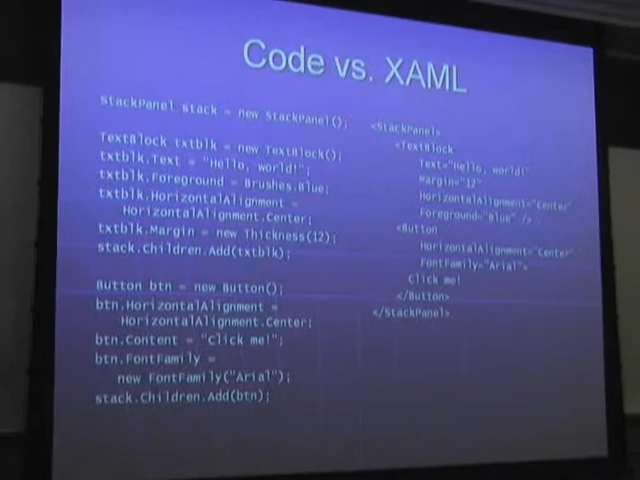 Code vs. XAML
StackPanel stack = new StackPanel();
TextBlock txtblk = new TextBlock();
txtblk.Text = "Hello, world!";
txtblk.Foreground = Brushes.Blue;
txtblk.HorizontalAlignment =
HorizontalAlignment.Center;
txtblk.Margin = new Thickness(12);
stack.Children.Add(txtblk);
Button btn = new Button();
btn.HorizontalAlignment =
HorizontalAlignment.Center;
btn.Content = "Click me!";
btn.FontFamily =
new FontFamily("Arial");
stack.Children.Add(btn);
<StackPanel>
<TextBlock
Text="Hello, world!"
Margin="12"
HorizontalAlignment="Center"
Foreground="Blue" />
<Button
HorizontalAlignment="Center"
FontFamily="Arial">
Click me!
</Button>
</StackPanel>